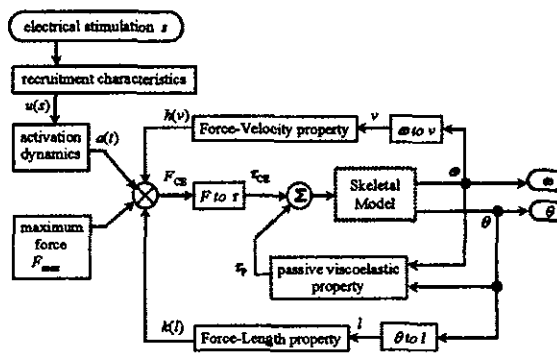 electrical stimulation s
recruitment characteristics
u(s)
activation
dynamics
a(t)
h(v)
Force-Velocity property
v
ω to v
F_CE
F to τ
τ_CE
Σ
Skeletal
Model
ω
ω
θ
θ
maximum
force
F_max
τ_P
passive viscoelastic
property
k(l)
Force-Length property
l
θ to l